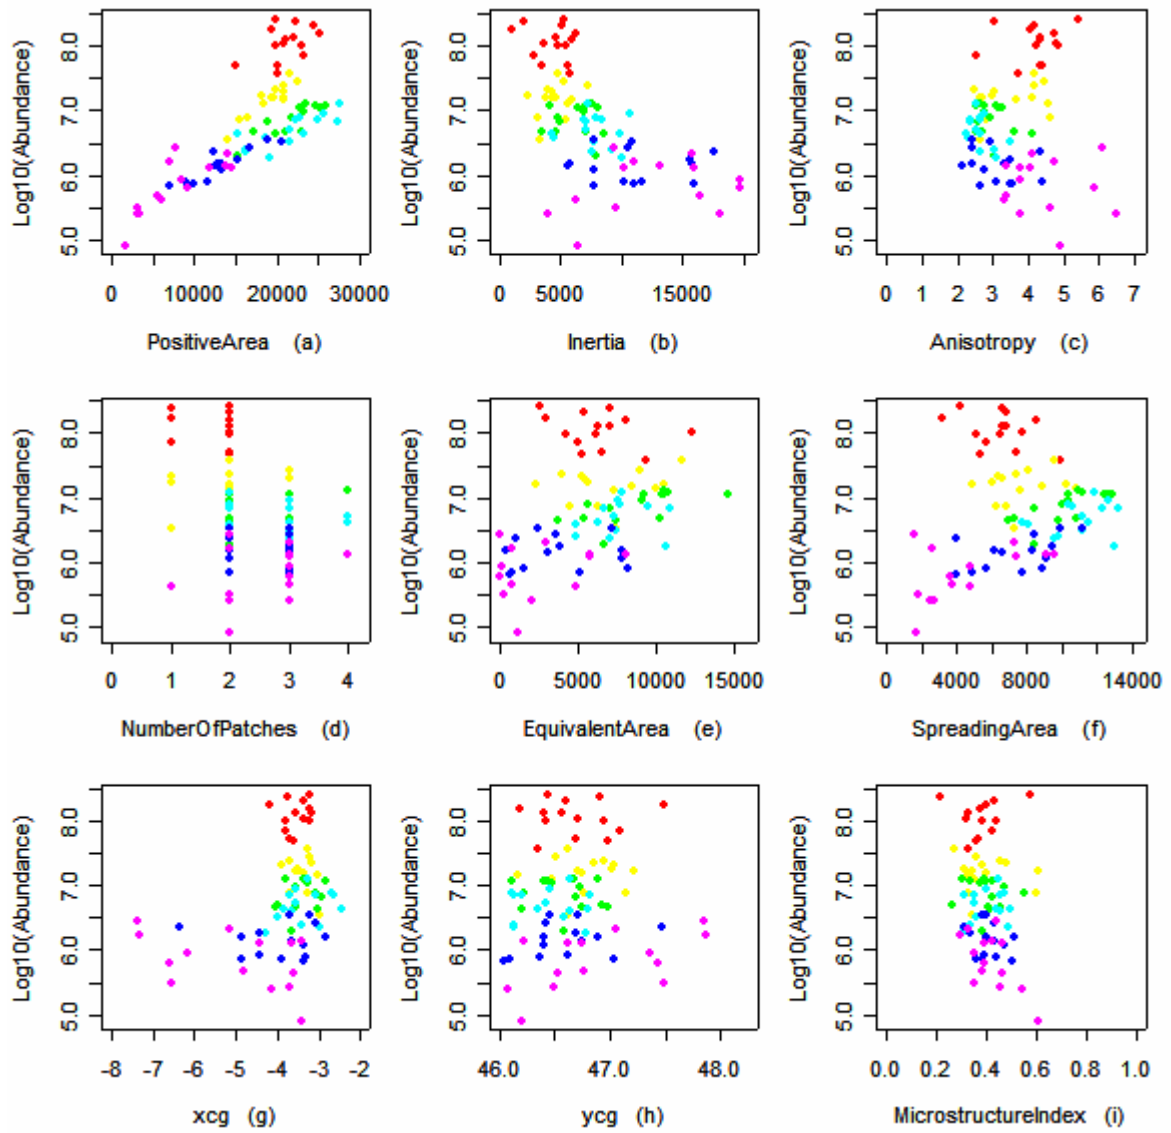 Log10(Abundance)
8.0
7.0
6.0
5.0
0 10000 20000 30000
PositiveArea (a)
Log10(Abundance)
8.0
7.0
6.0
5.0
0 5000 15000
Inertia (b)
Log10(Abundance)
8.0
7.0
6.0
5.0
0 1 2 3 4 5 6 7
Anisotropy (c)
Log10(Abundance)
8.0
7.0
6.0
5.0
0 1 2 3 4
NumberOfPatches (d)
Log10(Abundance)
8.0
7.0
6.0
5.0
0 5000 10000 15000
EquivalentArea (e)
Log10(Abundance)
8.0
7.0
6.0
5.0
0 4000 8000 14000
SpreadingArea (f)
Log10(Abundance)
8.0
7.0
6.0
5.0
-8 -7 -6 -5 -4 -3 -2
xcg (g)
Log10(Abundance)
8.0
7.0
6.0
5.0
46.0 47.0 48.0
ycg (h)
Log10(Abundance)
8.0
7.0
6.0
5.0
0.0 0.2 0.4 0.6 0.8 1.0
MicrostructureIndex (i)